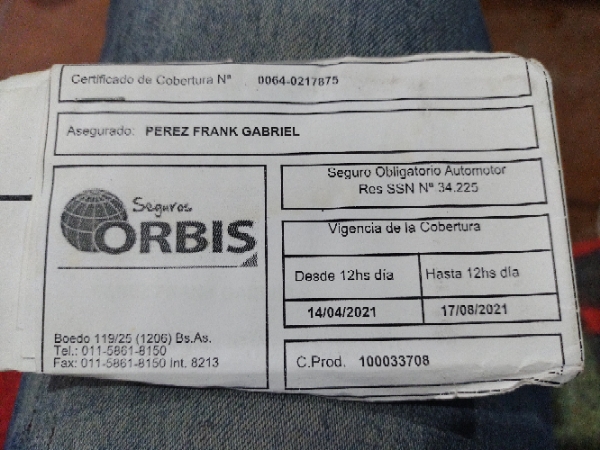 Certificado de Cobertura N° 0064-0217875
Asegurado: PEREZ FRANK GABRIEL
Seguros
ORBIS
Boedo 119/25 (1206) Bs.As.
Tel.: 011-5861-8150
Fax: 011-5861-8150 Int. 8213
Seguro Obligatorio Automotor
Res SSN N° 34.225
Vigencia de la Cobertura
Desde 12hs día Hasta 12hs día
14/04/2021 17/08/2021
C.Prod. 100033708